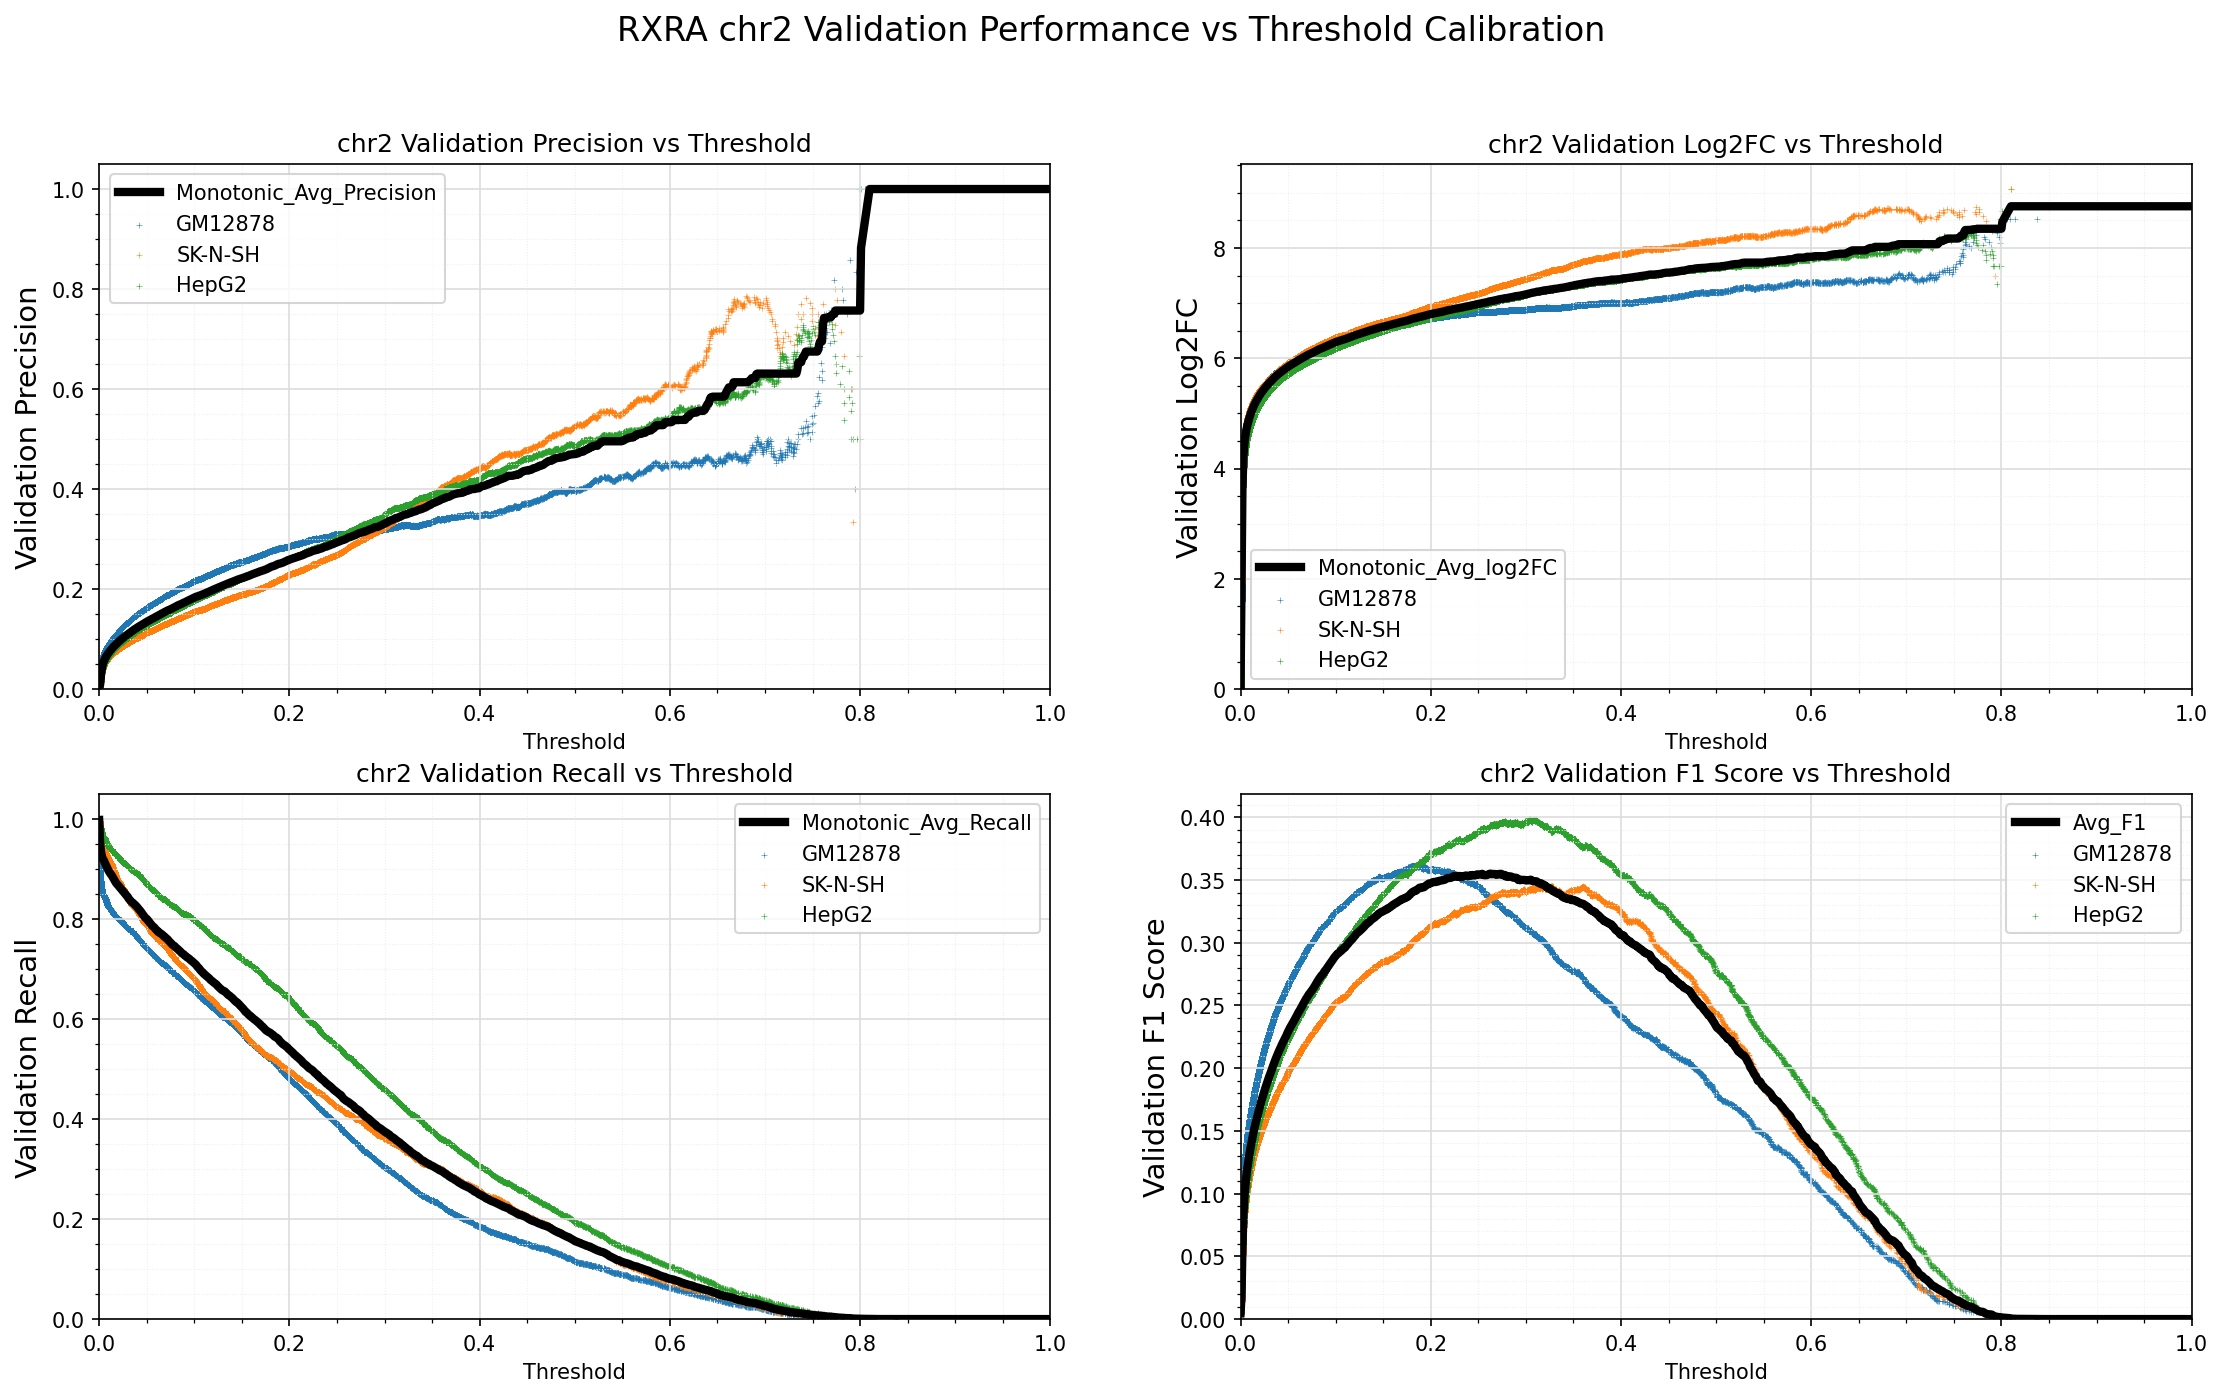 RXRA chr2 Validation Performance vs Threshold Calibration
chr2 Validation Precision vs Threshold
Validation Precision
1.0
0.8
0.6
0.4
0.2
0.0
Monotonic_Avg_Precision
GM12878
SK-N-SH
HepG2
0.0 0.2 0.4 0.6 0.8 1.0
Threshold
chr2 Validation Log2FC vs Threshold
Validation Log2FC
8
6
4
2
0
Monotonic_Avg_log2FC
GM12878
SK-N-SH
HepG2
0.0 0.2 0.4 0.6 0.8 1.0
Threshold
chr2 Validation Recall vs Threshold
Validation Recall
1.0
0.8
0.6
0.4
0.2
0.0
Monotonic_Avg_Recall
GM12878
SK-N-SH
HepG2
0.0 0.2 0.4 0.6 0.8 1.0
Threshold
chr2 Validation F1 Score vs Threshold
Validation F1 Score
0.40
0.35
0.30
0.25
0.20
0.15
0.10
0.05
0.00
Avg_F1
GM12878
SK-N-SH
HepG2
0.0 0.2 0.4 0.6 0.8 1.0
Threshold